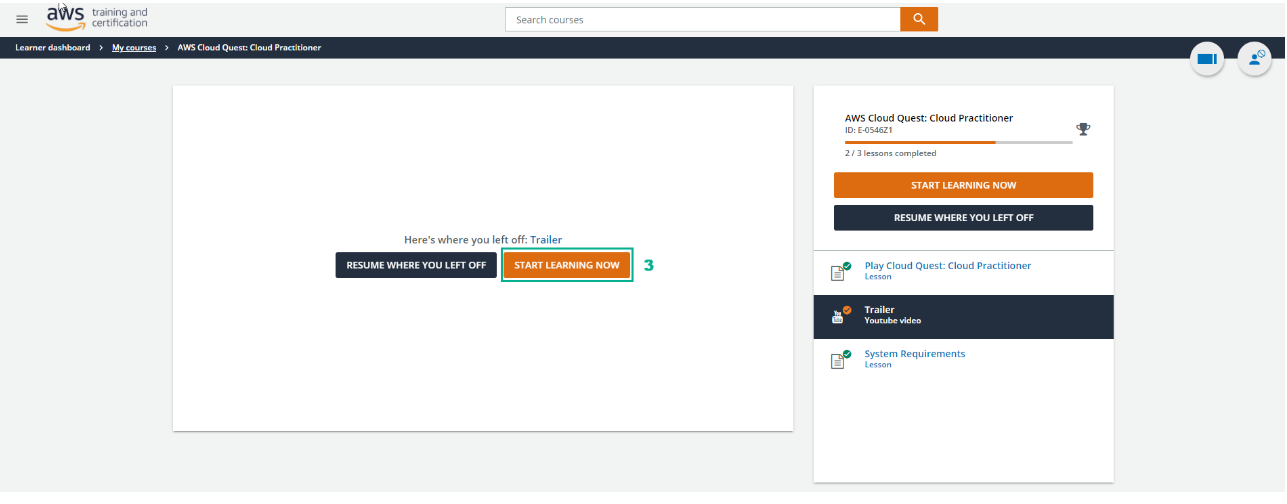 aws training and certification
Search courses
Learner dashboard > My courses > AWS Cloud Quest: Cloud Practitioner
Here's where you left off: Trailer
RESUME WHERE YOU LEFT OFF
START LEARNING NOW
3
AWS Cloud Quest: Cloud Practitioner
ID: E-0546Z1
2 / 3 lessons completed
START LEARNING NOW
RESUME WHERE YOU LEFT OFF
Play Cloud Quest: Cloud Practitioner
Lesson
Trailer
Youtube video
System Requirements
Lesson